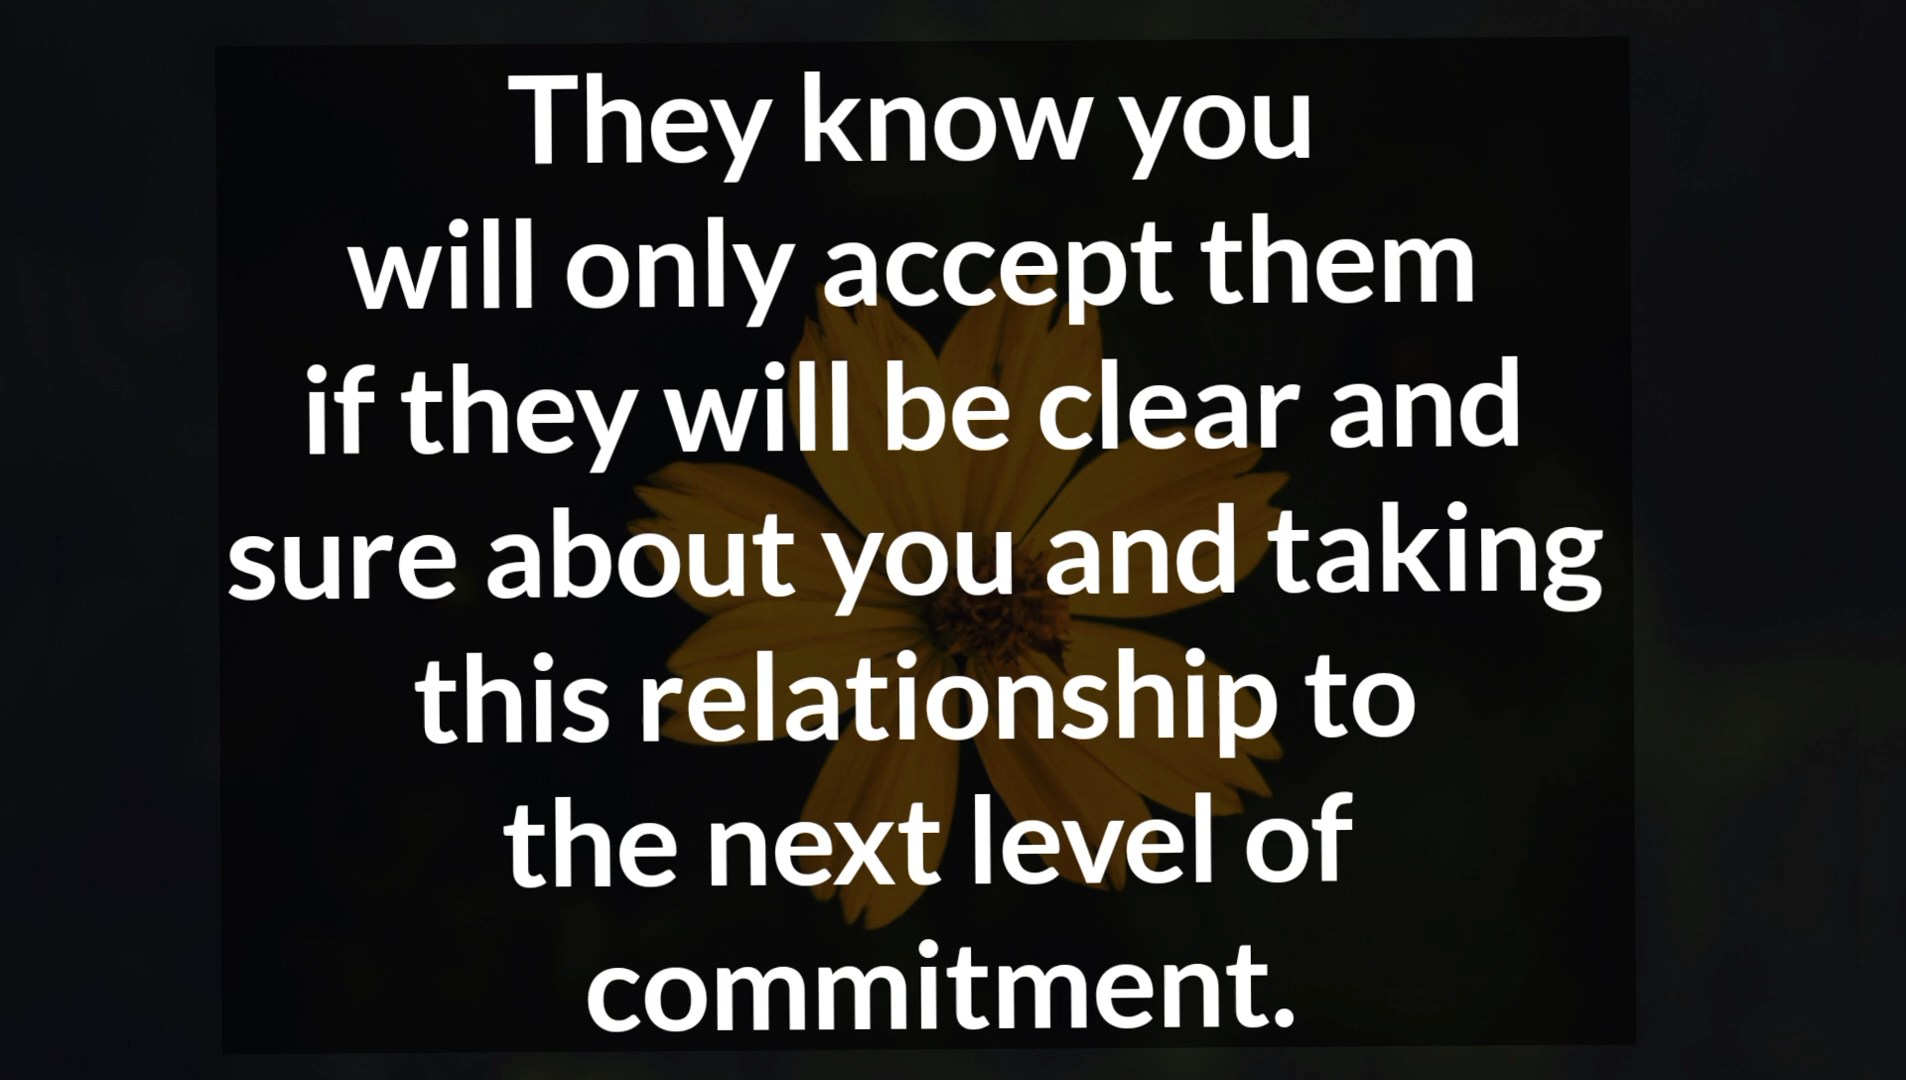 They know you
will only accept them
if they will be clear and
sure about you and taking
this relationship to
the next level of
commitment.